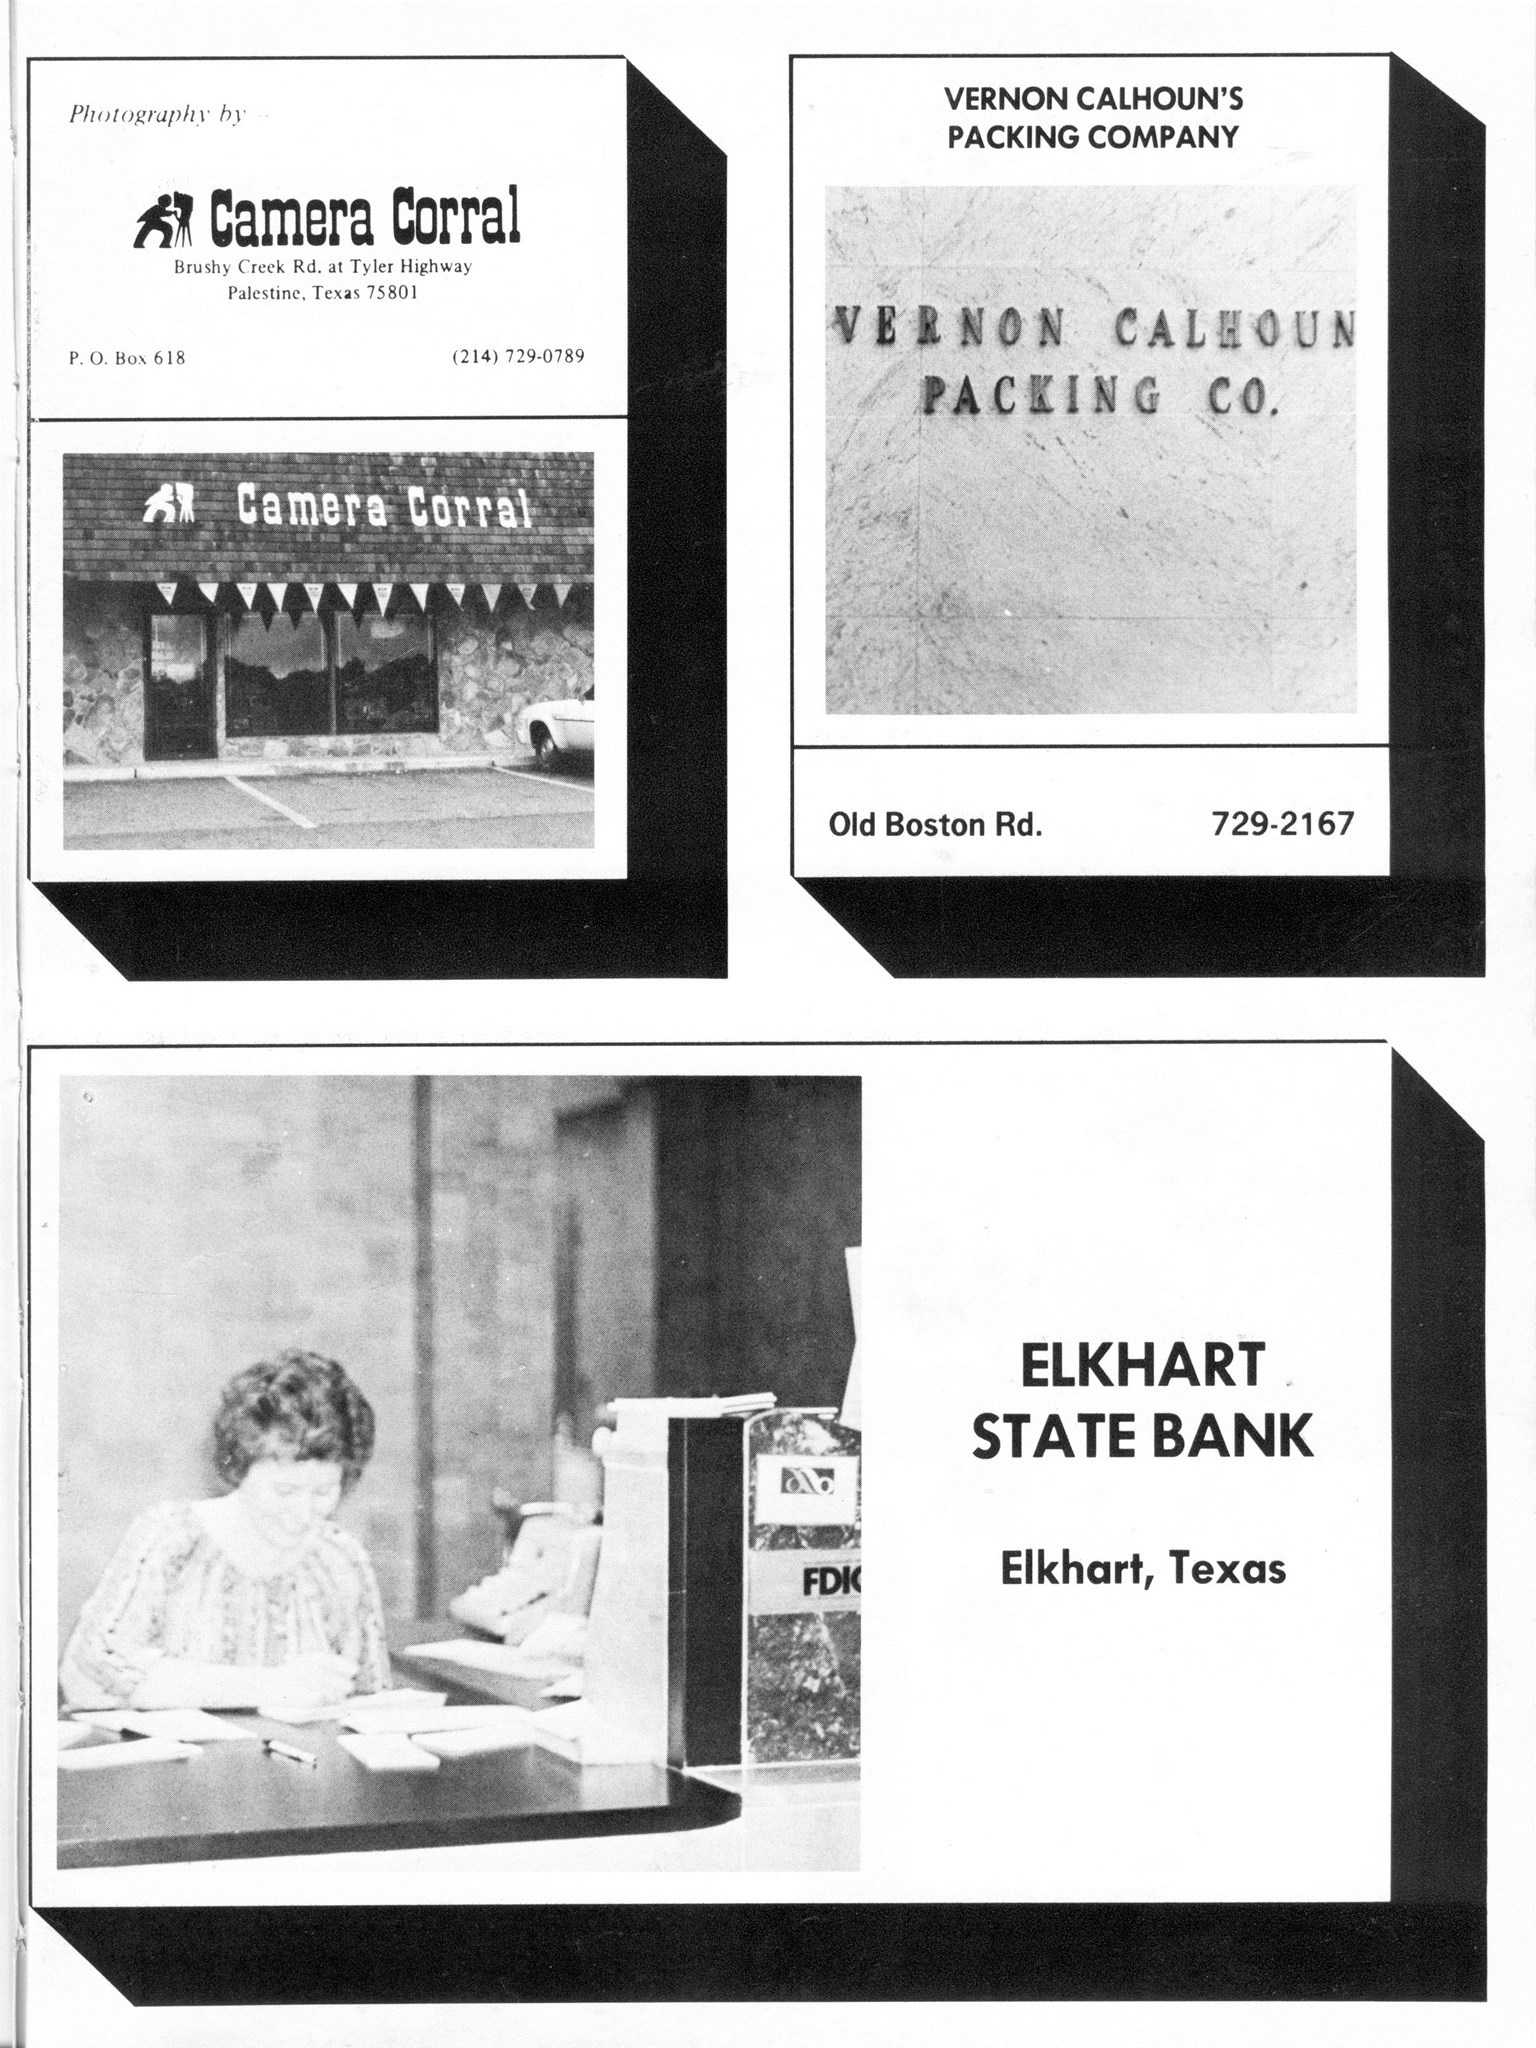 Photography by
Camera Corral
Brushy Creek Rd. at Tyler Highway
Palestine, Texas 75801
P. O. Box 618
(214) 729-0789
Camera Corral
VERNON CALHOUN'S
PACKING COMPANY
VERNON CALHOUN
PACKING CO.
Old Boston Rd.
729-2167
FDIC
ELKHART
STATE BANK
Elkhart, Texas